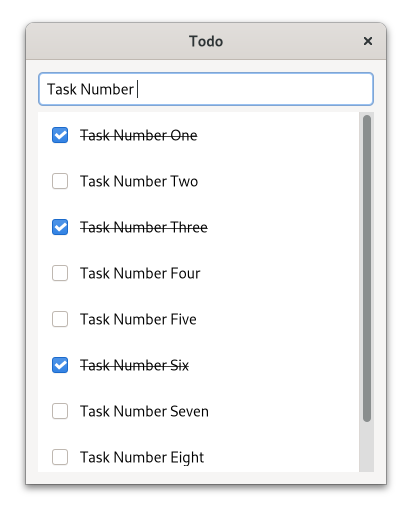 Todo
Task Number
Task Number One
Task Number Two
Task Number Three
Task Number Four
Task Number Five
Task Number Six
Task Number Seven
Task Number Eight